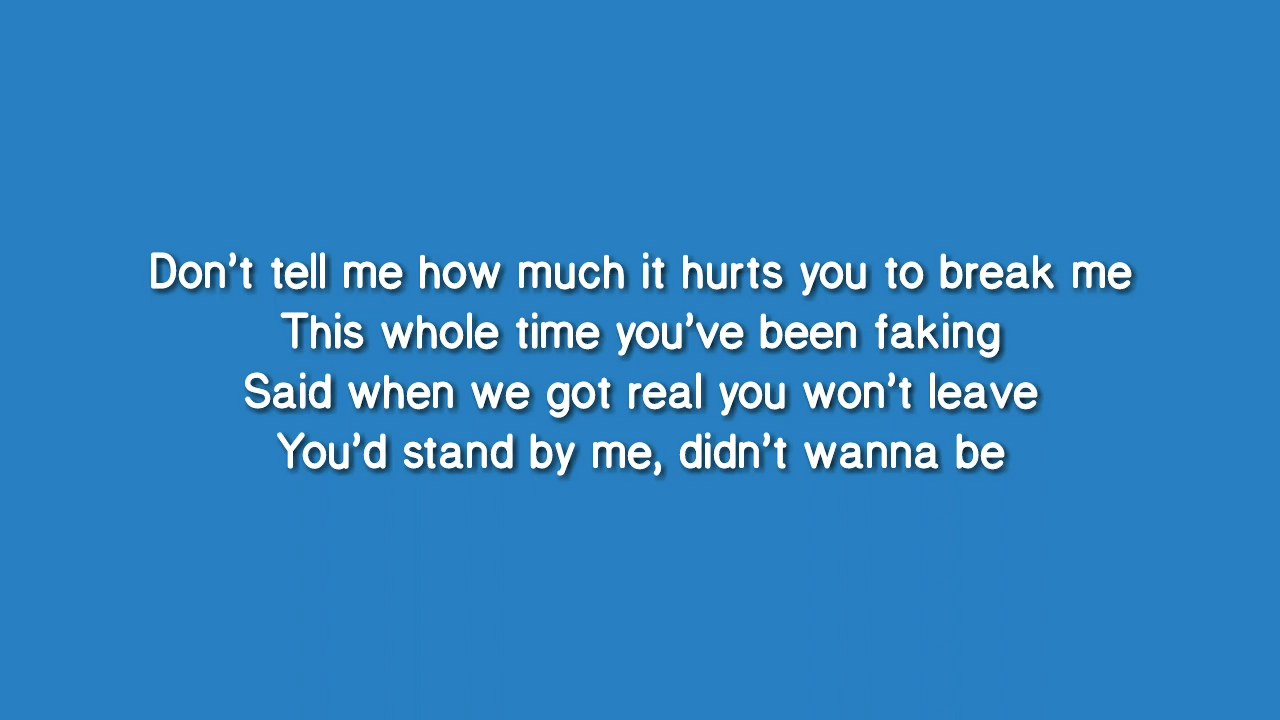 Don't tell me how much it hurts you to break me
This whole time you've been faking
Said when we got real you won't leave
You'd stand by me, didn't wanna be